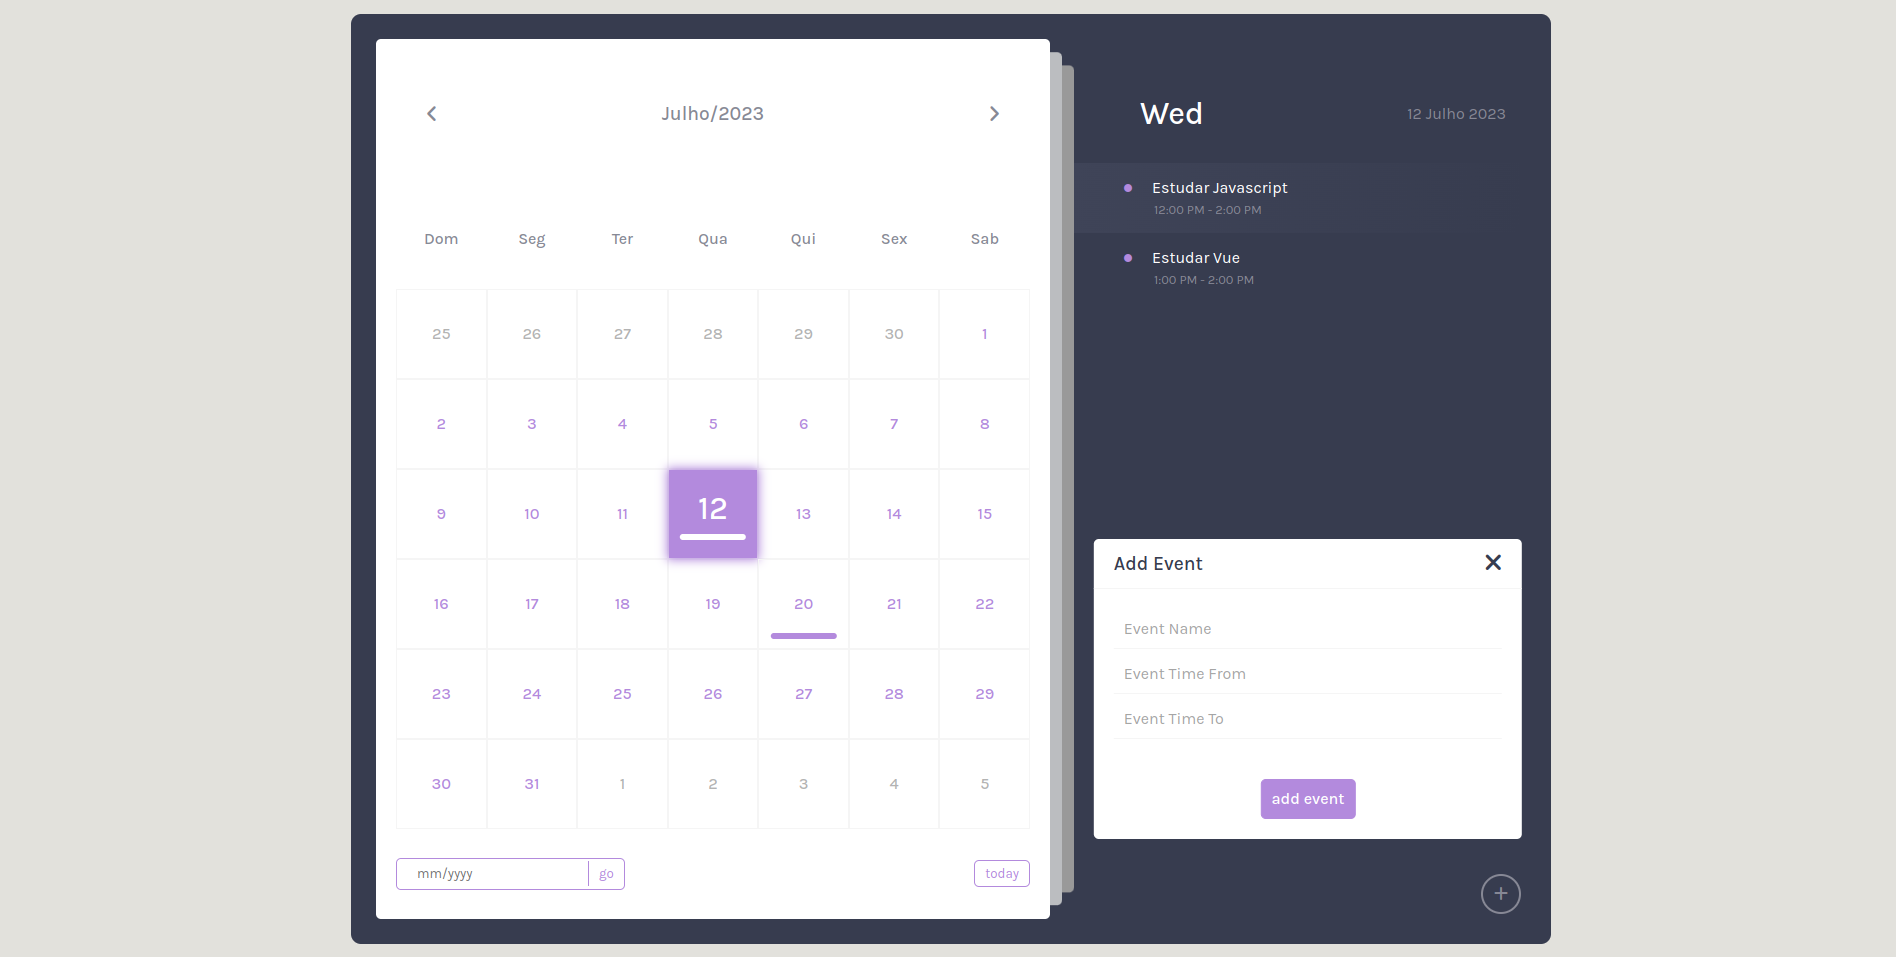 Julho/2023
Dom Seg Ter Qua Qui Sex Sab
25 26 27 28 29 30 1
2 3 4 5 6 7 8
9 10 11 12 13 14 15
16 17 18 19 20 21 22
23 24 25 26 27 28 29
30 31 1 2 3 4 5
mm/yyyy go today
Wed 12 Julho 2023
Estudar Javascript
12:00 PM - 2:00 PM
Estudar Vue
1:00 PM - 2:00 PM
Add Event
Event Name
Event Time From
Event Time To
add event